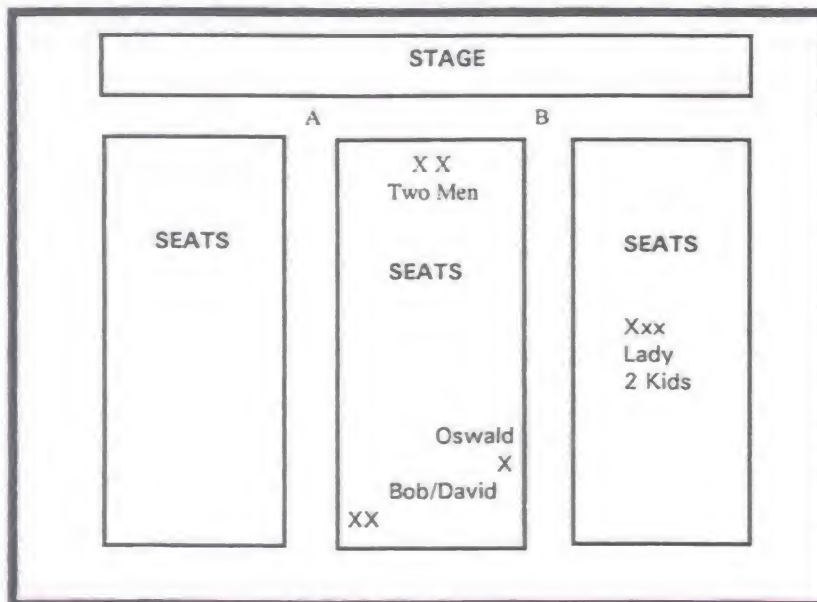 STAGE
A
B
X X
Two Men
SEATS
SEATS
SEATS
Xxx
Lady
2 Kids
Oswald
X
Bob/David
XX